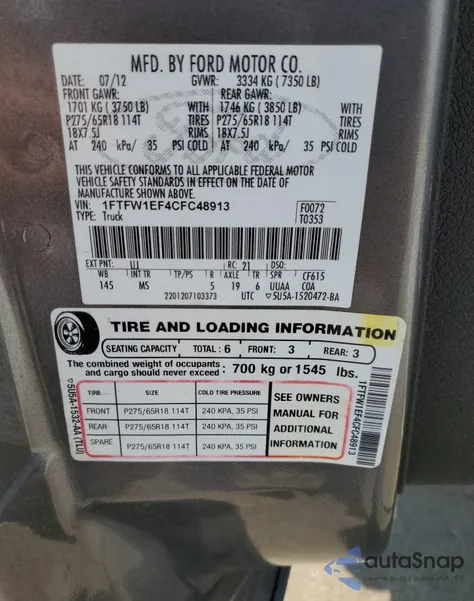 MFD. BY FORD MOTOR CO.
DATE: 07/12 GVWR: 3334 KG (7350 LB)
FRONT GAWR: REAR GAWR:
1701 KG (3750 LB) WITH 1746 KG (3850 LB) WITH
P275/65R18 114T TIRES P275/65R18 114T TIRES
18X7.5J RIMS 18X7.5J RIMS
AT 240 kPa/ 35 PSI COLD AT 240 kPa/ 35 PSI COLD
THIS VEHICLE CONFORMS TO ALL APPLICABLE FEDERAL MOTOR
VEHICLE SAFETY STANDARDS IN EFFECT ON THE DATE OF
MANUFACTURE SHOWN ABOVE.
VIN: 1FTFW1EF4CFC48913 F0072
TYPE: Truck T0353
EXT PNT: UJ RC: 21 DSO:
WB INT TR TP/PS R AXLE TR SPR CF615
145 MS 5 19 6 UUAA COA
2201207103373 UTC 5U5A-1520472-BA
TIRE AND LOADING INFORMATION
SEATING CAPACITY TOTAL: 6 FRONT: 3 REAR: 3
The combined weight of occupants
and cargo should never exceed : 700 kg or 1545 lbs.
TIRE SIZE COLD TIRE PRESSURE
FRONT P275/65R18 114T 240 KPA, 35 PSI
REAR P275/65R18 114T 240 KPA, 35 PSI
SPARE P275/65R18 114T 240 KPA, 35 PSI
SEE OWNERS
MANUAL FOR
ADDITIONAL
INFORMATION
5U5A-1532-AA (TLU)
1FTFW1EF4CFC48913
autaSnap